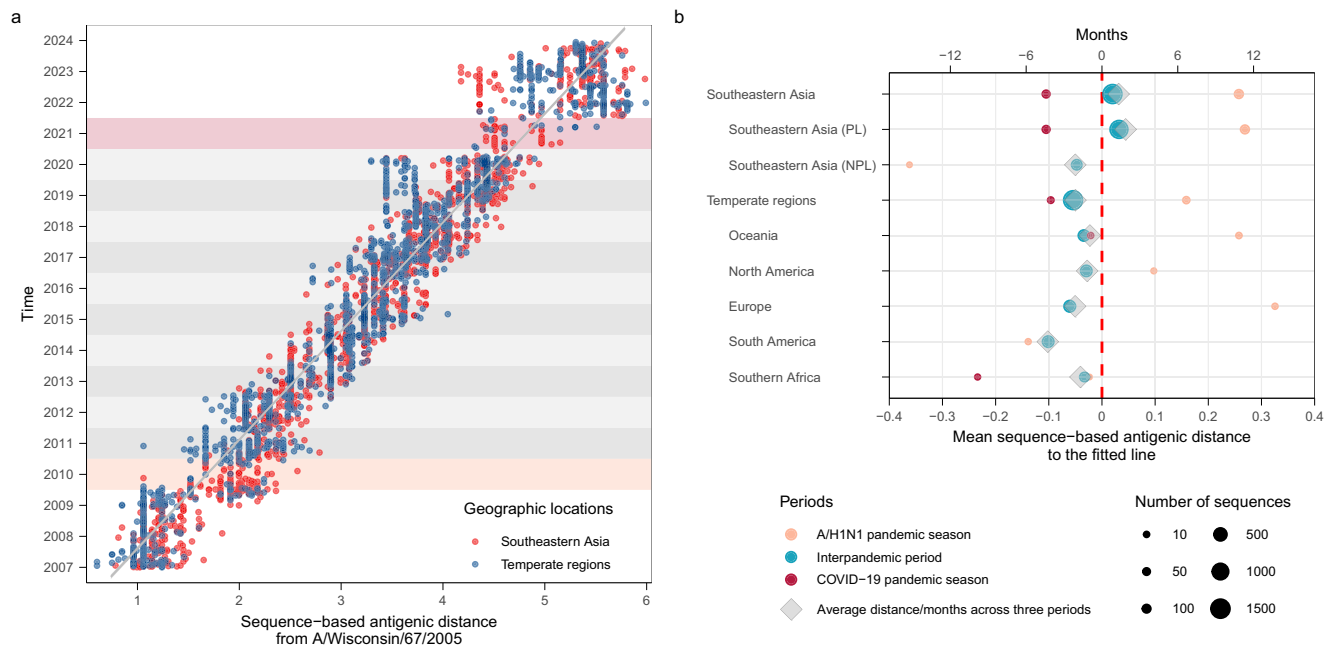 a
2024
2023
2022
2021
2020
2019
2018
2017
2016
2015
2014
2013
2012
2011
2010
2009
2008
2007
Time
Geographic locations
Southeastern Asia
Temperate regions
1 2 3 4 5 6
Sequence−based antigenic distance
from A/Wisconsin/67/2005
b
Months
−12 −6 0 6 12
Southeastern Asia
Southeastern Asia (PL)
Southeastern Asia (NPL)
Temperate regions
Oceania
North America
Europe
South America
Southern Africa
−0.4 −0.2 −0.1 0 0.1 0.2 0.3 0.4
Mean sequence−based antigenic distance
to the fitted line
Periods
A/H1N1 pandemic season
Interpandemic period
COVID−19 pandemic season
Average distance/months across three periods
Number of sequences
10 500
50 1000
100 1500